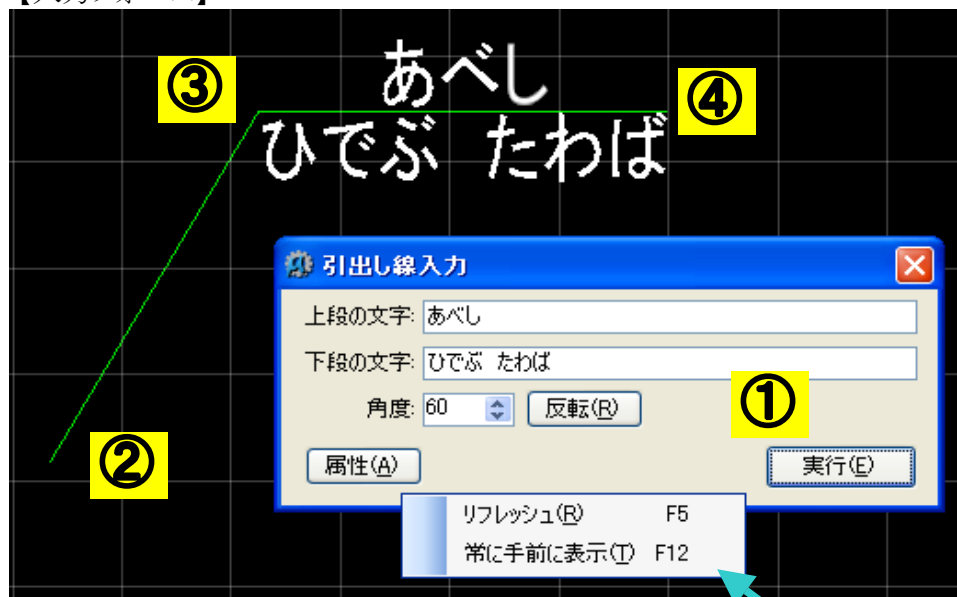 ③
あべし
④
ひでぶ たわば
引出し線入力
上段の文字: あべし
下段の文字: ひでぶ たわば
角度: 60 反転(R)
①
②
属性(A) 実行(E)
リフレッシュ(R) F5
常に手前に表示(T) F12